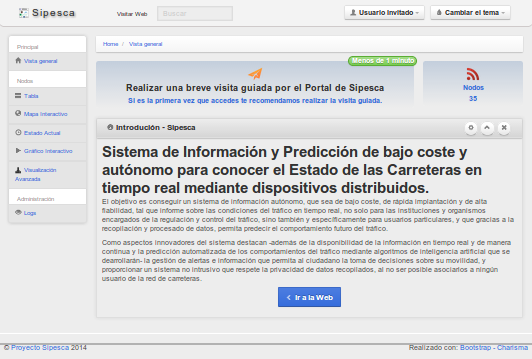 Sipesca
Visitar Web
Buscar
Usuario Invitado
Cambiar el tema
Principal
Vista general
Nodos
Tabla
Mapa Interactivo
Estado Actual
Gráfico Interactivo
Visualización
Avanzada
Administración
Logs
Home / Vista general
Menos de 1 minuto
Realizar una breve visita guiada por el Portal de Sipesca
Si es la primera vez que accedes te recomendamos realizar la visita guiada.
Nodos
35
Introdución - Sipesca
Sistema de Información y Predicción de bajo coste y
autónomo para conocer el Estado de las Carreteras en
tiempo real mediante dispositivos distribuidos.
El objetivo es conseguir un sistema de información autónomo, que sea de bajo coste, de rápida implantación y de alta
fiabilidad, tal que informe sobre las condiciones del tráfico en tiempo real, no solo para las instituciones y organismos
encargados de la regulación y control del tráfico, sino también y específicamente para usuarios particulares, y que gracias a la
recopilación y procesado de datos, permita predecir el comportamiento futuro del tráfico.
Como aspectos innovadores del sistema destacan -además de la disponibilidad de la información en tiempo real y de manera
continua y la predicción automatizada de los comportamientos del tráfico mediante algoritmos de inteligencia artificial que se
desarrollarán- la gestión de alertas e información que permita al ciudadano la toma de decisiones sobre su movilidad, y
proporcionar un sistema no intrusivo que respete la privacidad de datos recopilados, al no ser posible asociarlos a ningún
usuario de la red de carreteras.
Ir a la Web
© Proyecto Sipesca 2014
Realizado con: Bootstrap - Charisma